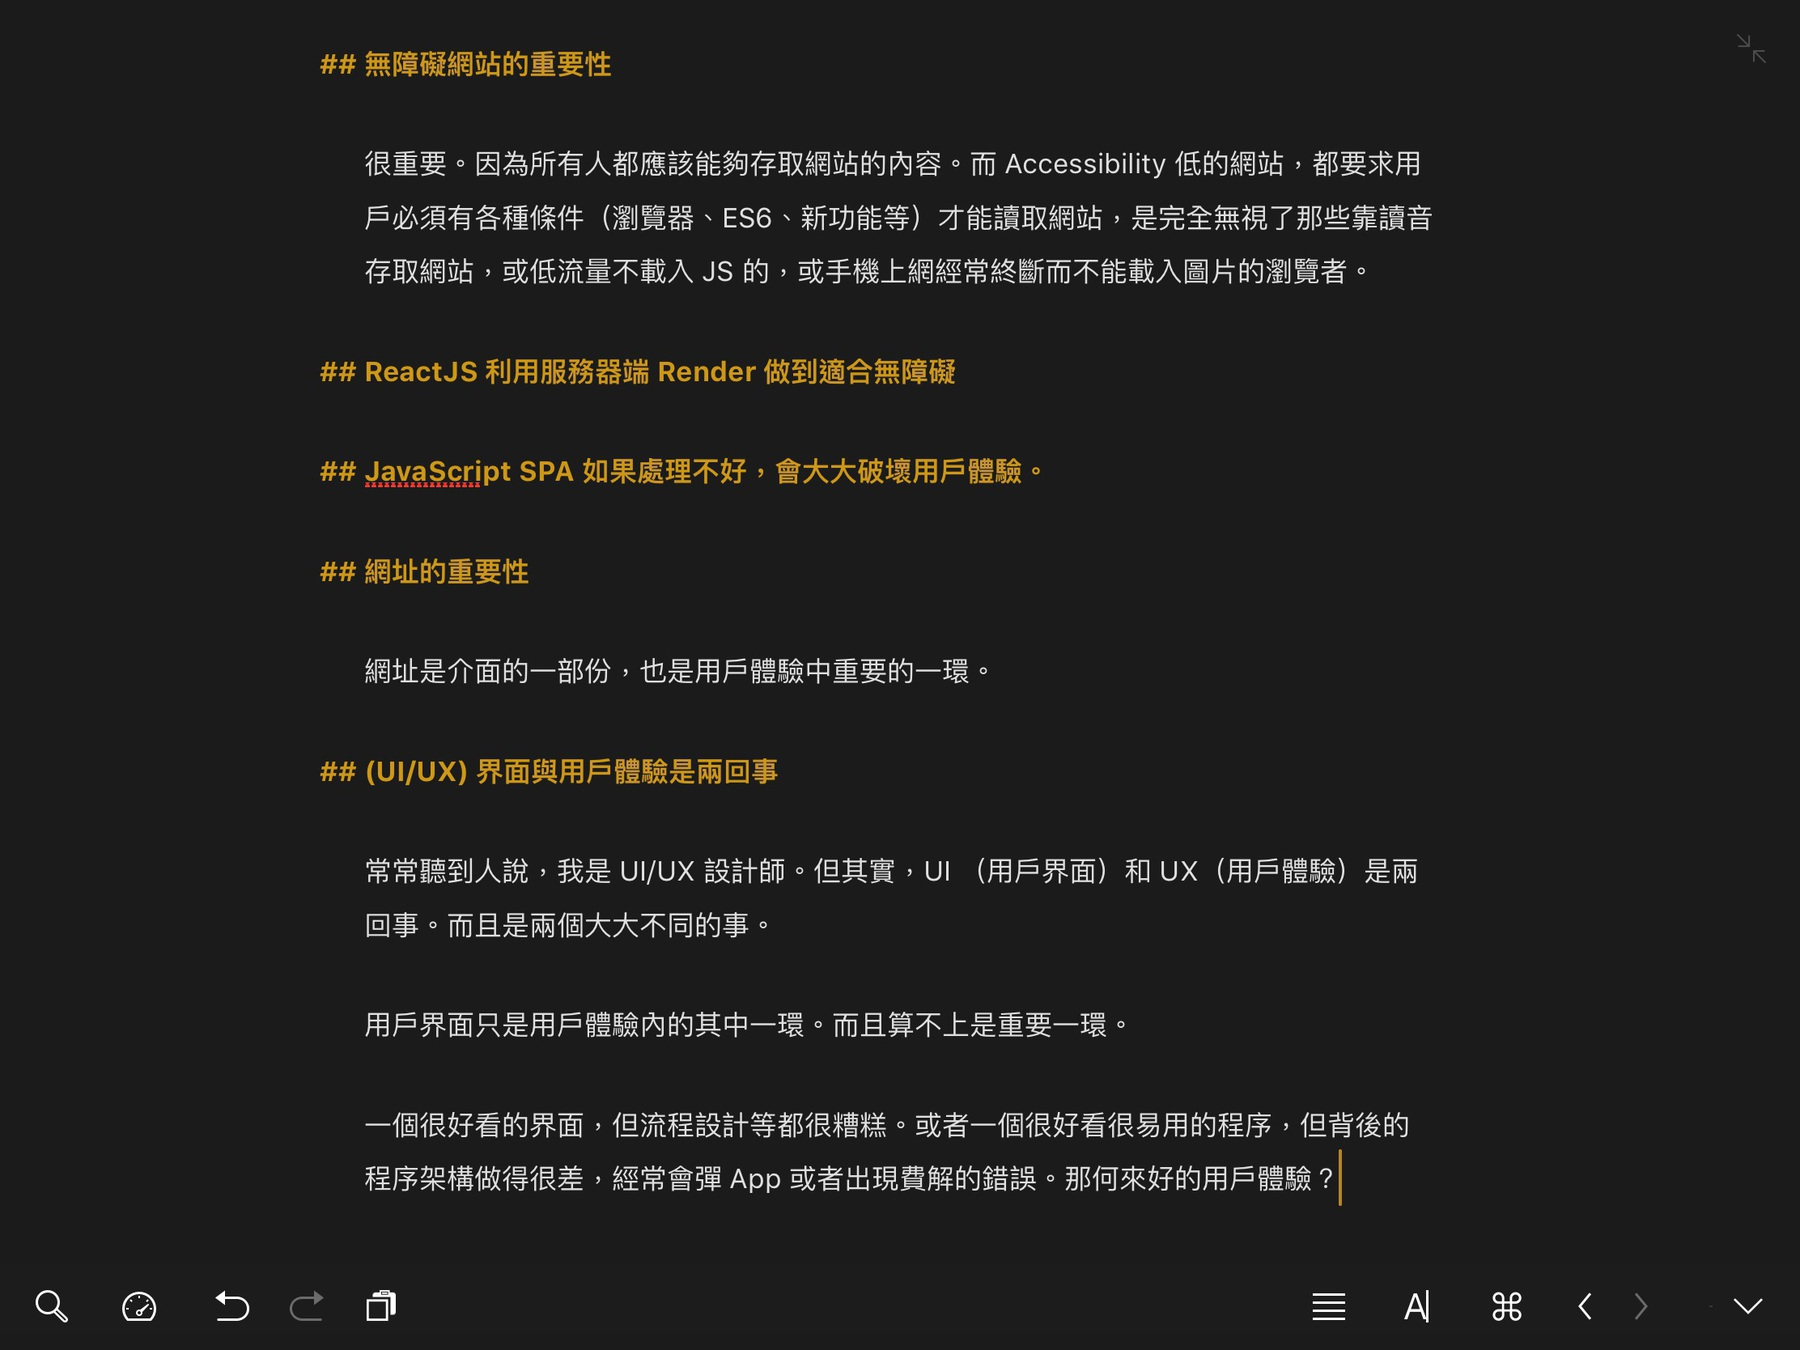 ## 無障礙網站的重要性
很重要。因為所有人都應該能夠存取網站的內容。而 Accessibility 低的網站，都要求用
戶必須有各種條件（瀏覽器、ES6、新功能等）才能讀取網站，是完全無視了那些靠讀音
存取網站，或低流量不載入 JS 的，或手機上網經常終斷而不能載入圖片的瀏覽者。
## ReactJS 利用服務器端 Render 做到適合無障礙
## JavaScript SPA 如果處理不好，會大大破壞用戶體驗。
## 網址的重要性
網址是介面的一部份，也是用戶體驗中重要的一環。
## (UI/UX) 界面與用戶體驗是兩回事
常常聽到人說，我是 UI/UX 設計師。但其實，UI （用戶界面）和 UX（用戶體驗）是兩
回事。而且是兩個大大不同的事。
用戶界面只是用戶體驗內的其中一環。而且算不上是重要一環。
一個很好看的界面，但流程設計等都很糟糕。或者一個很好看很易用的程序，但背後的
程序架構做得很差，經常會彈 App 或者出現費解的錯誤。那何來好的用戶體驗？